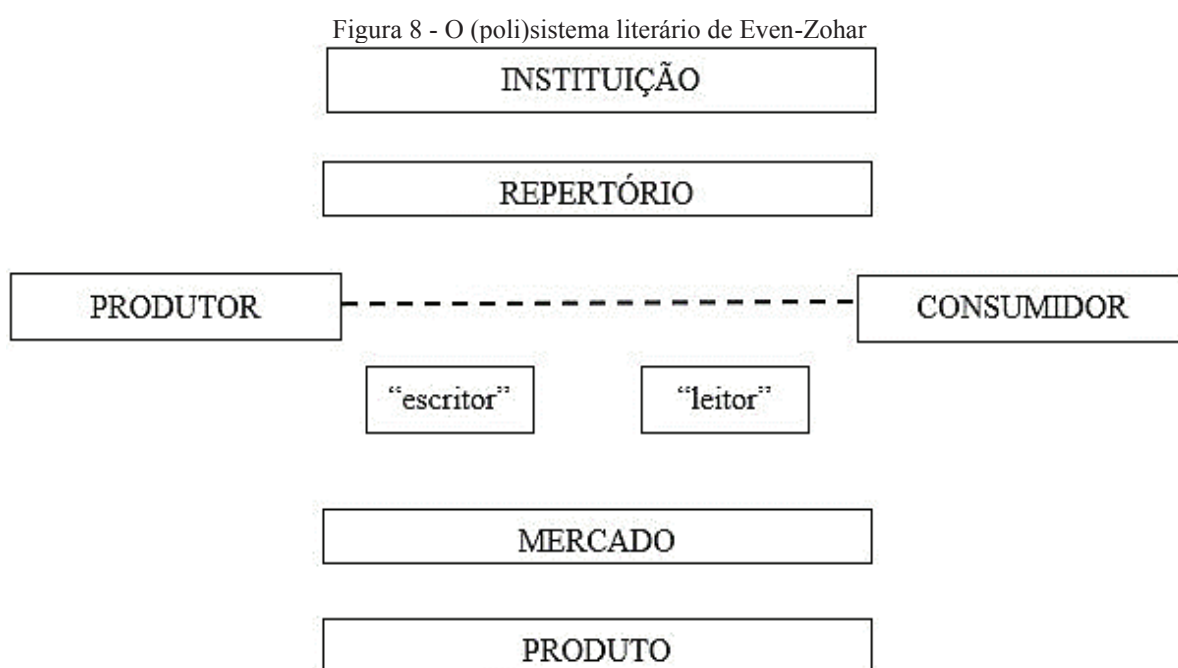 Figura 8 - O (poli)sistema literário de Even-Zohar
INSTITUIÇÃO
REPERTÓRIO
PRODUTOR
CONSUMIDOR
“escritor”
“leitor”
MERCADO
PRODUTO